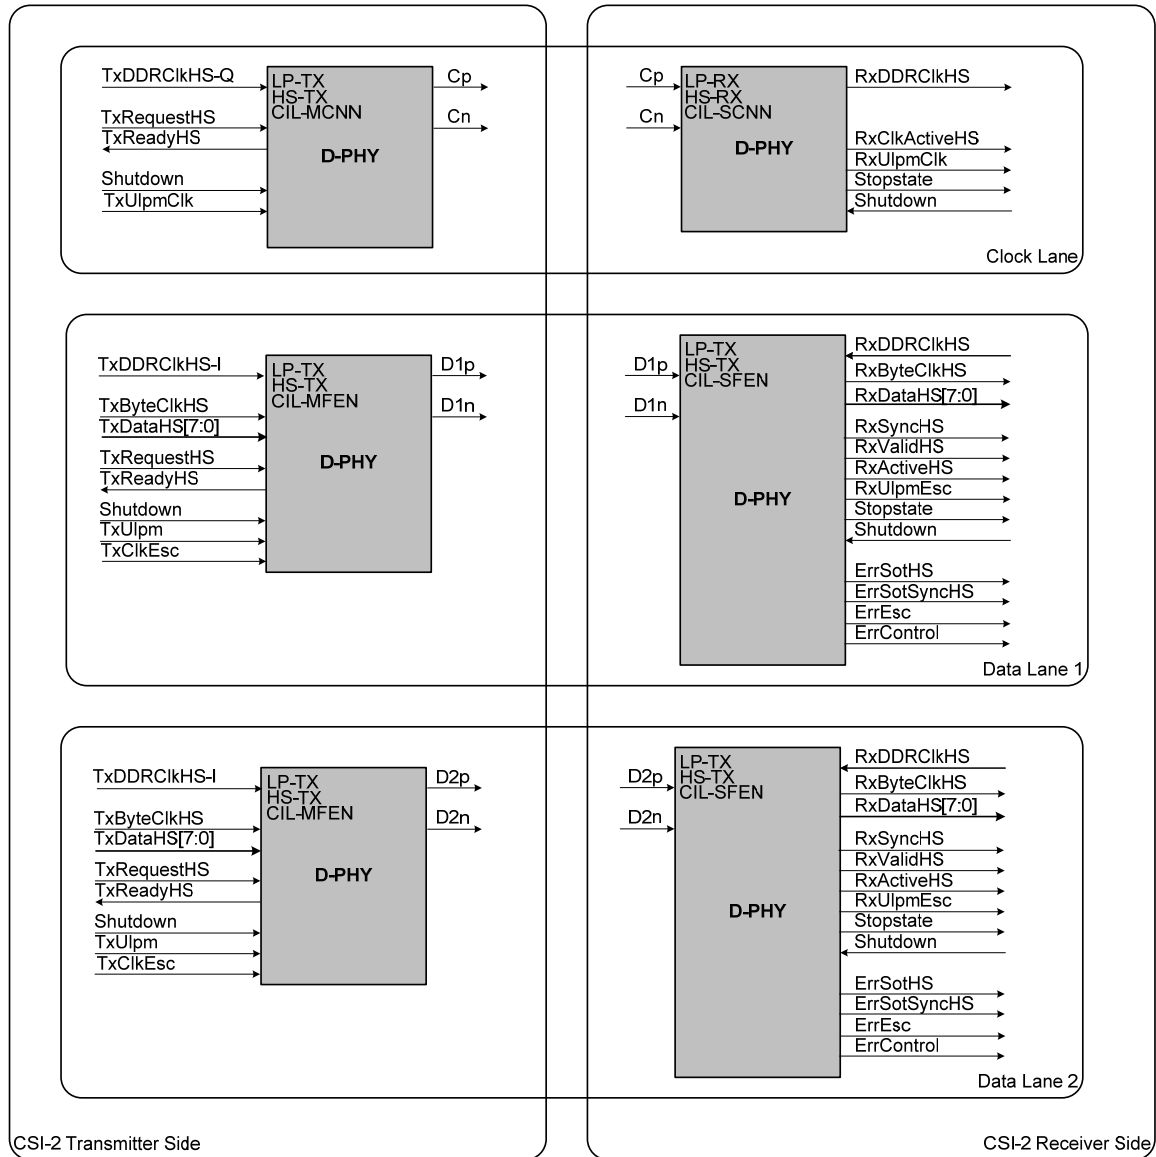 TxDDRClkHS-Q
TxRequestHS
TxReadyHS
Shutdown
TxUlpmClk
LP-TX
HS-TX
CIL-MCNN
D-PHY
Cp
Cn
Cp
Cn
LP-RX
HS-RX
CIL-SCNN
D-PHY
RxDDRClkHS
RxClkActiveHS
RxUlpmClk
Stopstate
Shutdown
Clock Lane
TxDDRClkHS-I
TxByteClkHS
TxDataHS[7:0]
TxRequestHS
TxReadyHS
Shutdown
TxUlpm
TxClkEsc
LP-TX
HS-TX
CIL-MFEN
D-PHY
D1p
D1n
D1p
D1n
LP-TX
HS-TX
CIL-SFEN
D-PHY
RxDDRClkHS
RxByteClkHS
RxDataHS[7:0]
RxSyncHS
RxValidHS
RxActiveHS
RxUlpmEsc
Stopstate
Shutdown
ErrSotHS
ErrSotSyncHS
ErrEsc
ErrControl
Data Lane 1
TxDDRClkHS-I
TxByteClkHS
TxDataHS[7:0]
TxRequestHS
TxReadyHS
Shutdown
TxUlpm
TxClkEsc
LP-TX
HS-TX
CIL-MFEN
D-PHY
D2p
D2n
D2p
D2n
LP-TX
HS-TX
CIL-SFEN
D-PHY
RxDDRClkHS
RxByteClkHS
RxDataHS[7:0]
RxSyncHS
RxValidHS
RxActiveHS
RxUlpmEsc
Stopstate
Shutdown
ErrSotHS
ErrSotSyncHS
ErrEsc
ErrControl
Data Lane 2
CSI-2 Transmitter Side
CSI-2 Receiver Side